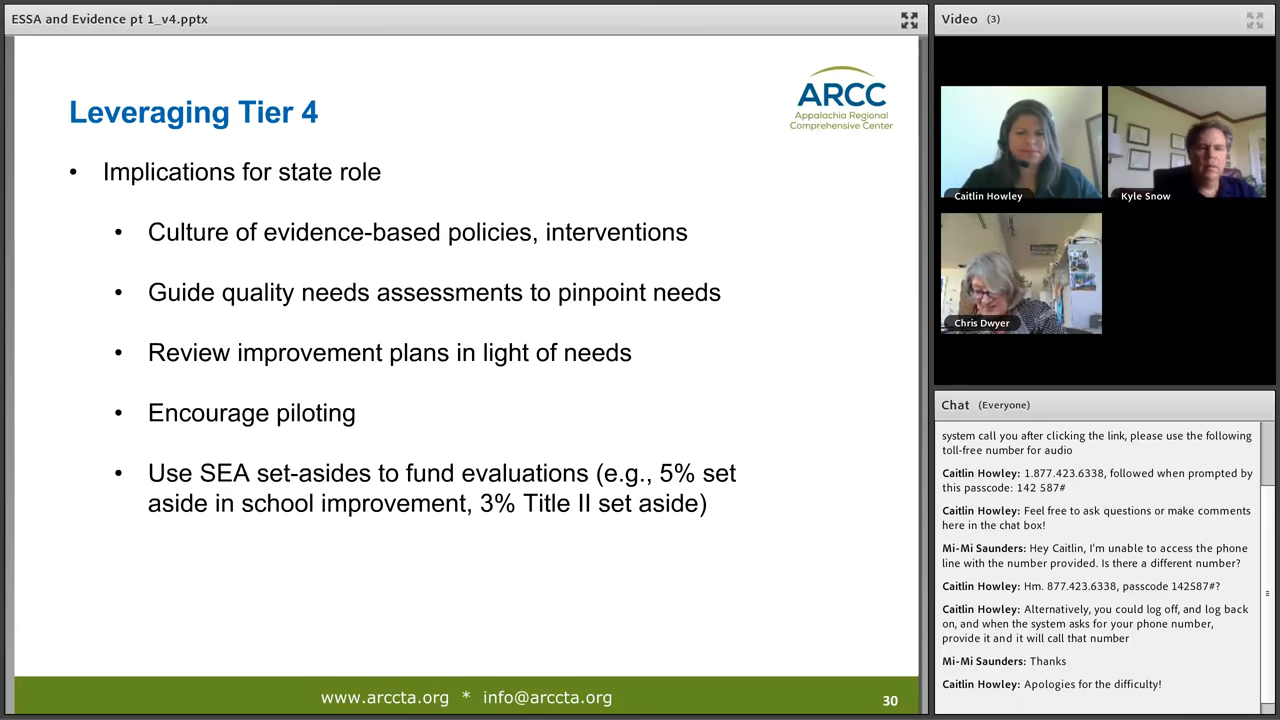 ESSA and Evidence pt 1_v4.pptx
Leveraging Tier 4
ARCC
Appalachia Regional
Comprehensive Center
• Implications for state role
• Culture of evidence-based policies, interventions
• Guide quality needs assessments to pinpoint needs
• Review improvement plans in light of needs
• Encourage piloting
• Use SEA set-asides to fund evaluations (e.g., 5% set
aside in school improvement, 3% Title II set aside)
www.arccta.org * info@arccta.org
30
Video (3)
Caitlin Howley
Kyle Snow
Chris Dwyer
Chat (Everyone)
system call you after clicking the link, please use the following
toll-free number for audio
Caitlin Howley: 1.877.423.6338, followed when prompted by
this passcode: 142 587#
Caitlin Howley: Feel free to ask questions or make comments
here in the chat box!
Mi-Mi Saunders: Hey Caitlin, I'm unable to access the phone
line with the number provided. Is there a different number?
Caitlin Howley: Hm. 877.423.6338, passcode 142587#?
Caitlin Howley: Alternatively, you could log off, and log back
on, and when the system asks for your phone number,
provide it and it will call that number
Mi-Mi Saunders: Thanks
Caitlin Howley: Apologies for the difficulty!